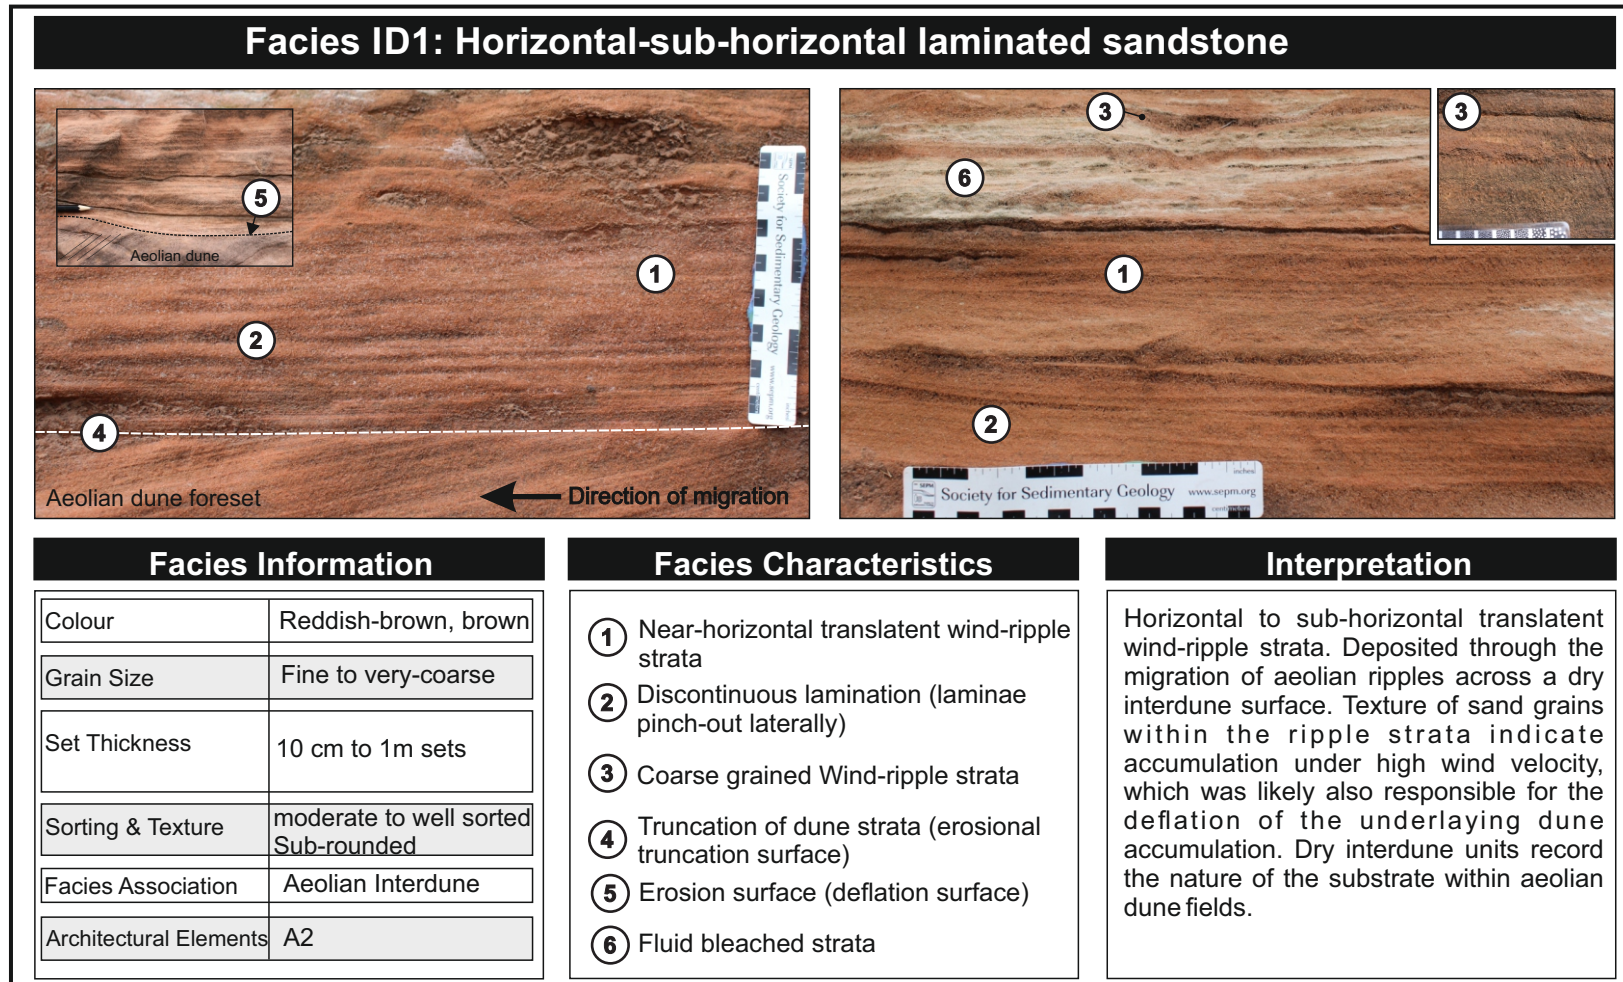 Facies ID1: Horizontal-sub-horizontal laminated sandstone
5
Aeolian dune
1
2
4
Aeolian dune foreset
Direction of migration
Society for Sedimentary Geology www.sepm.org
inches
3
3
6
1
2
SEPM
Society for Sedimentary Geology www.sepm.org
inches
centimeters
Facies Information
Colour Reddish-brown, brown
Grain Size Fine to very-coarse
Set Thickness 10 cm to 1m sets
Sorting & Texture moderate to well sorted
Sub-rounded
Facies Association Aeolian Interdune
Architectural Elements A2
Facies Characteristics
1 Near-horizontal translatent wind-ripple
strata
2 Discontinuous lamination (laminae
pinch-out laterally)
3 Coarse grained Wind-ripple strata
4 Truncation of dune strata (erosional
truncation surface)
5 Erosion surface (deflation surface)
6 Fluid bleached strata
Interpretation
Horizontal to sub-horizontal translatent
wind-ripple strata. Deposited through the
migration of aeolian ripples across a dry
interdune surface. Texture of sand grains
within the ripple strata indicate
accumulation under high wind velocity,
which was likely also responsible for the
deflation of the underlaying dune
accumulation. Dry interdune units record
the nature of the substrate within aeolian
dune fields.